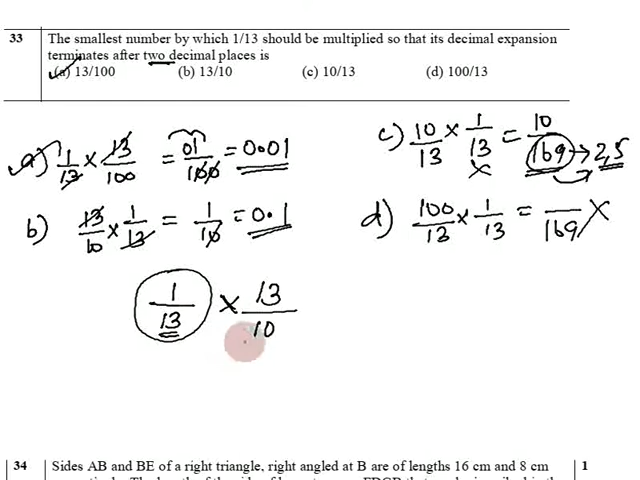 33 The smallest number by which 1/13 should be multiplied so that its decimal expansion
terminates after two decimal places is
(a) 13/100 (b) 13/10 (c) 10/13 (d) 100/13
a) 1/13 × 13/100 = 01/100 = 0.01
c) 10/13 × 1/13 = 10/169 → 2,5
b) 13/10 × 1/13 = 1/10 = 0.1
d) 100/13 × 1/13 = /169 X
1/13 × 13/10
34 Sides AB and BE of a right triangle, right angled at B are of lengths 16 cm and 8 cm 1